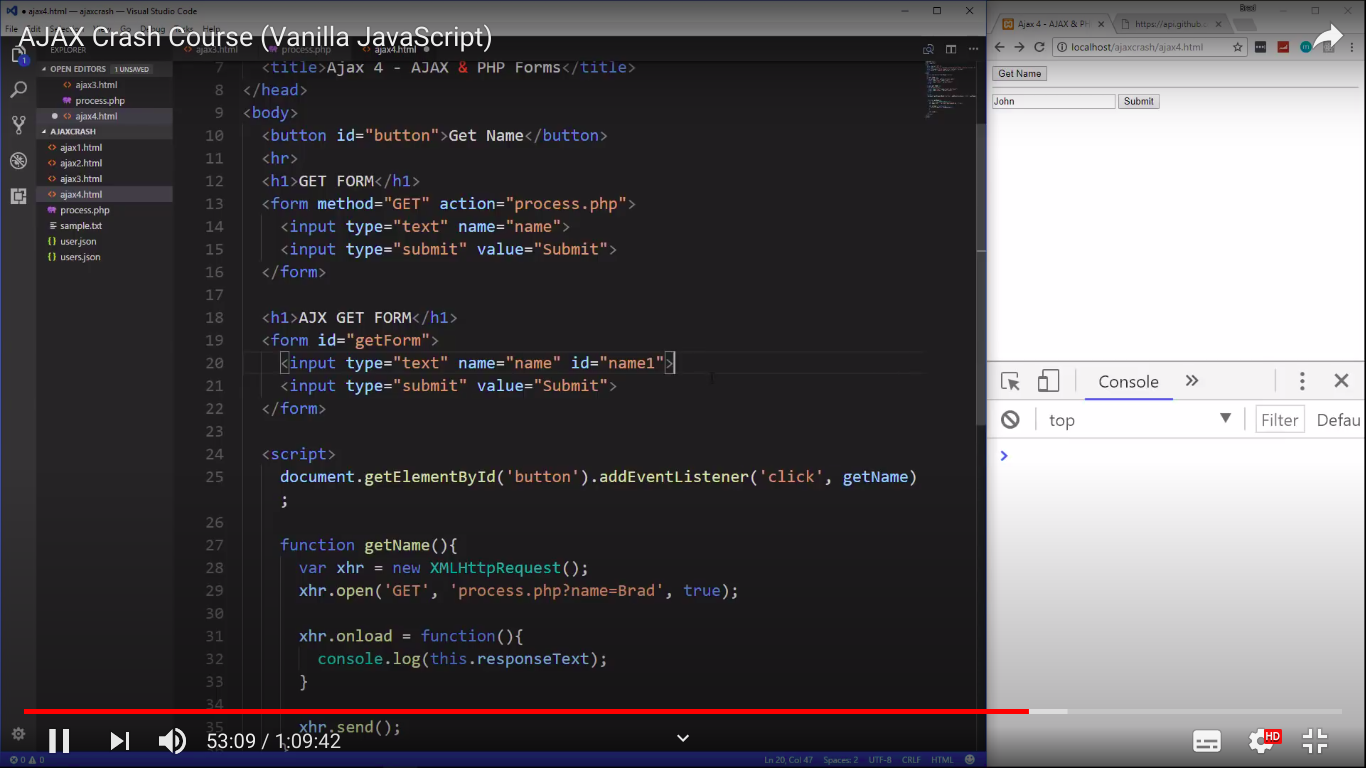 ajax4.html — ajaxcrash — Visual Studio Code
AJAX Crash Course (Vanilla JavaScript)
EXPLORER
OPEN EDITORS 1 UNSAVED
ajax3.html
process.php
ajax4.html
AJAXCRASH
ajax1.html
ajax2.html
ajax3.html
ajax4.html
process.php
sample.txt
user.json
users.json
ajax3.html process.php ajax4.html
7 <title>Ajax 4 - AJAX & PHP Forms</title>
8 </head>
9 <body>
10 <button id="button">Get Name</button>
11 <hr>
12 <h1>GET FORM</h1>
13 <form method="GET" action="process.php">
14 <input type="text" name="name">
15 <input type="submit" value="Submit">
16 </form>
17
18 <h1>AJX GET FORM</h1>
19 <form id="getForm">
20 <input type="text" name="name" id="name1">
21 <input type="submit" value="Submit">
22 </form>
23
24 <script>
25 document.getElementById('button').addEventListener('click', getName)
;
26
27 function getName(){
28 var xhr = new XMLHttpRequest();
29 xhr.open('GET', 'process.php?name=Brad', true);
30
31 xhr.onload = function(){
32 console.log(this.responseText);
33 }
34
35 xhr.send();
Brad
Ajax 4 - AJAX & PH
https://api.github.c
localhost/ajaxcrash/ajax4.html
Get Name
John Submit
Console
top Filter Defau
53:09 / 1:09:42
HD
0 0
Ln 20, Col 47 Spaces: 2 UTF-8 CRLF HTML